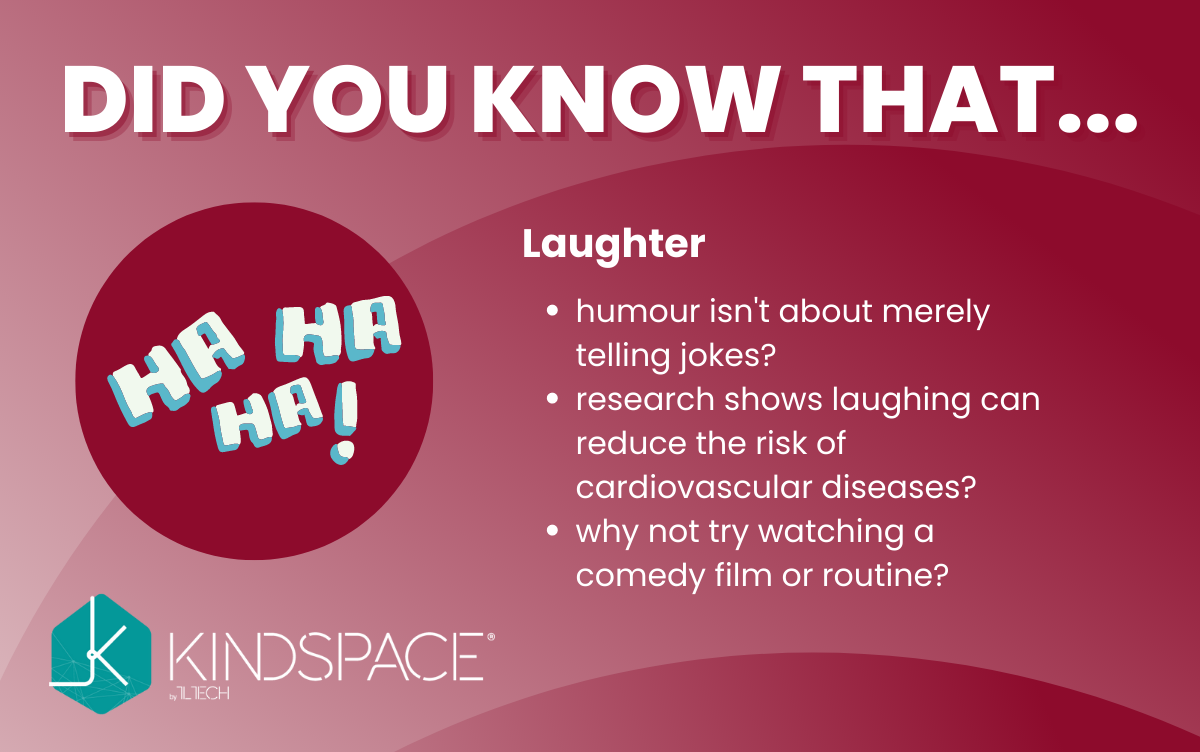 DID YOU KNOW THAT...
HA HA
HA!
Laughter
• humour isn't about merely
telling jokes?
• research shows laughing can
reduce the risk of
cardiovascular diseases?
• why not try watching a
comedy film or routine?
KINDSPACE®
by 1LTECH